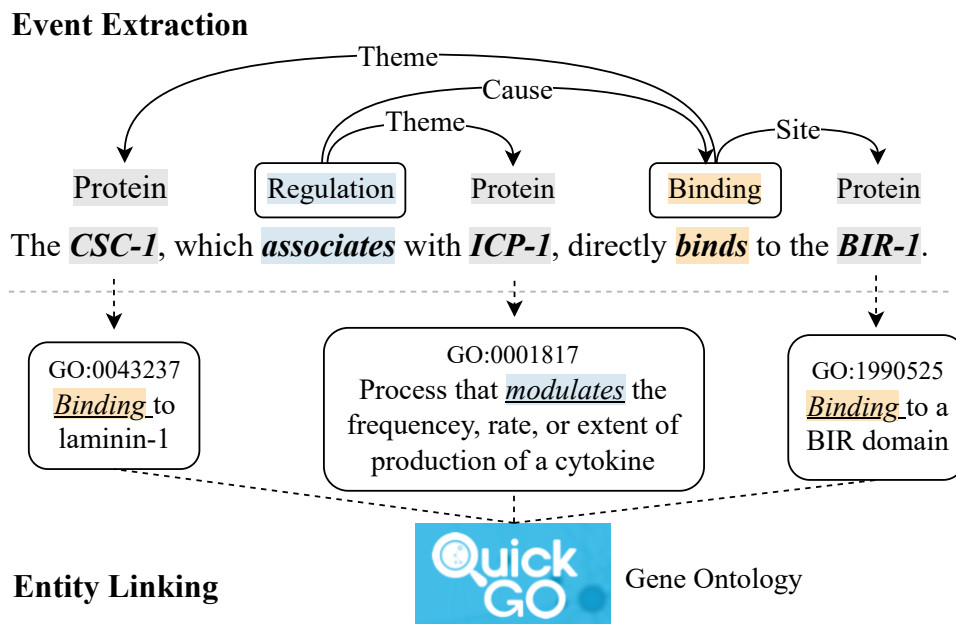 Event Extraction
Theme
Cause
Theme
Site
Protein Regulation Protein Binding Protein
The CSC-1, which associates with ICP-1, directly binds to the BIR-1.
GO:0043237
Binding to
laminin-1
GO:0001817
Process that modulates the
frequencey, rate, or extent of
production of a cytokine
GO:1990525
Binding to a
BIR domain
Quick
GO
Gene Ontology
Entity Linking